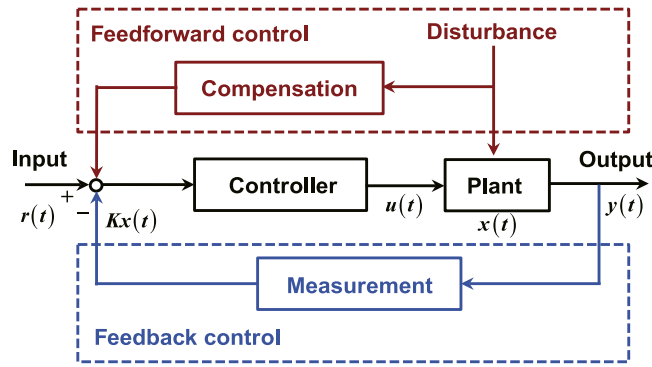 Feedforward control
Disturbance
Compensation
Input
Output
+
Controller
Plant
r(t)
−
Kx(t)
u(t)
x(t)
y(t)
Measurement
Feedback control